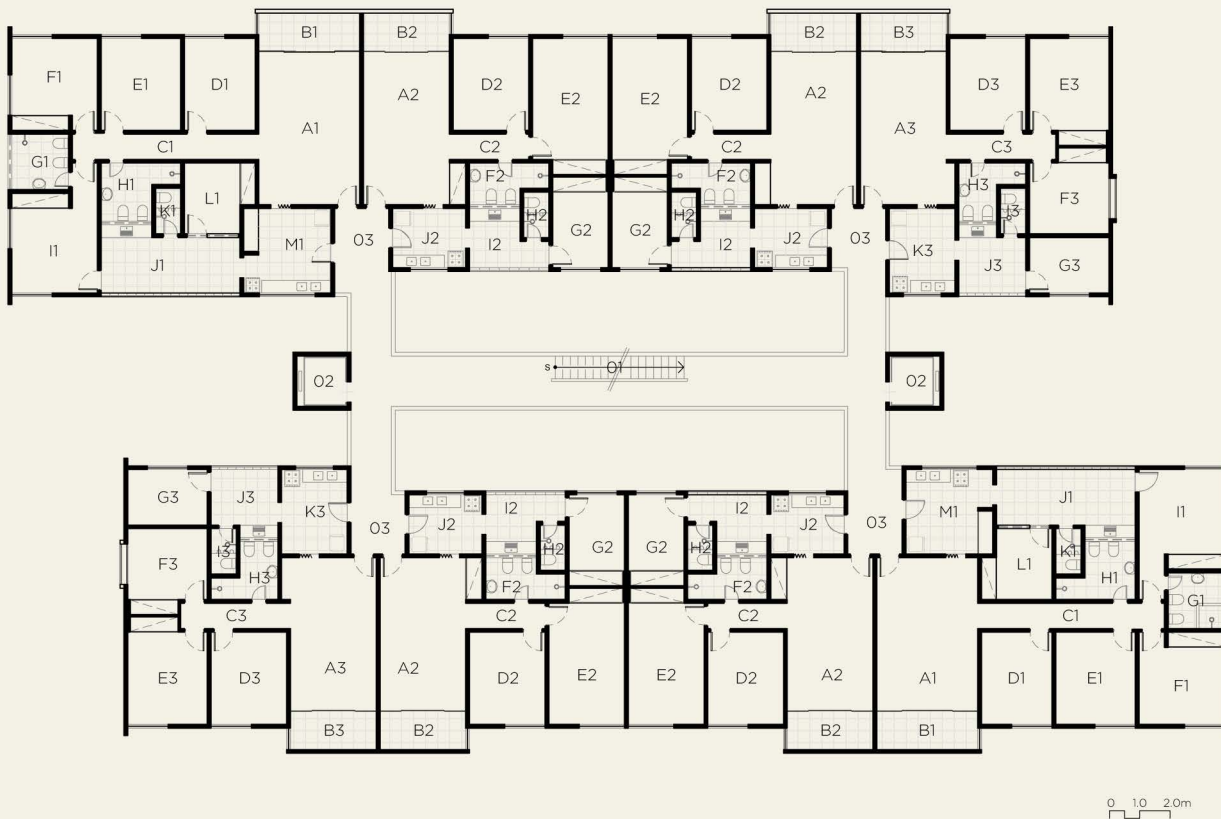 B1 B2 B2 B3
F1 E1 D1 A1 A2 D2 E2 E2 D2 A2 A3 D3 E3
G1 C1 C2 C2 C3
H1 L1 K1 F2 H2 G2 G2 H2 F2 H3 I3 F3
I1 J1 M1 03 J2 I2 I2 J2 03 K3 J3 G3
02 s 01 02
G3 J3 K3 03 J2 I2 G2 G2 I2 J2 03 M1 J1 I1
F3 I3 H3 F2 H2 H2 F2 L1 K1 H1 G1
C3 C2 C2 C1
E3 D3 A3 A2 D2 E2 E2 D2 A2 A1 D1 E1 F1
B3 B2 B2 B1
0 1.0 2.0m